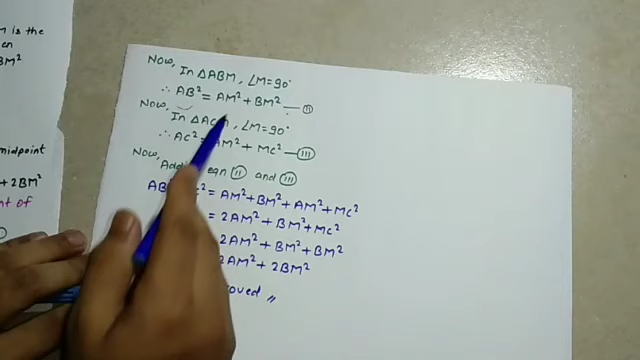 m is the
en
BM²
midpoint
+ 2BM²
nt of
Now,
In ΔABM, ∠M=90°
∴ AB² = AM² + BM² — ⓘⓘ
Now,
In ΔACM, ∠M=90°
∴ AC² = AM² + MC² — ⓘⓘⓘ
Now,
Adding eqn (ii) and (iii)
AB² C² = AM² + BM² + AM² + MC²
= 2AM² + BM² + MC²
2AM² + BM² + BM²
2AM² + 2BM²
oved